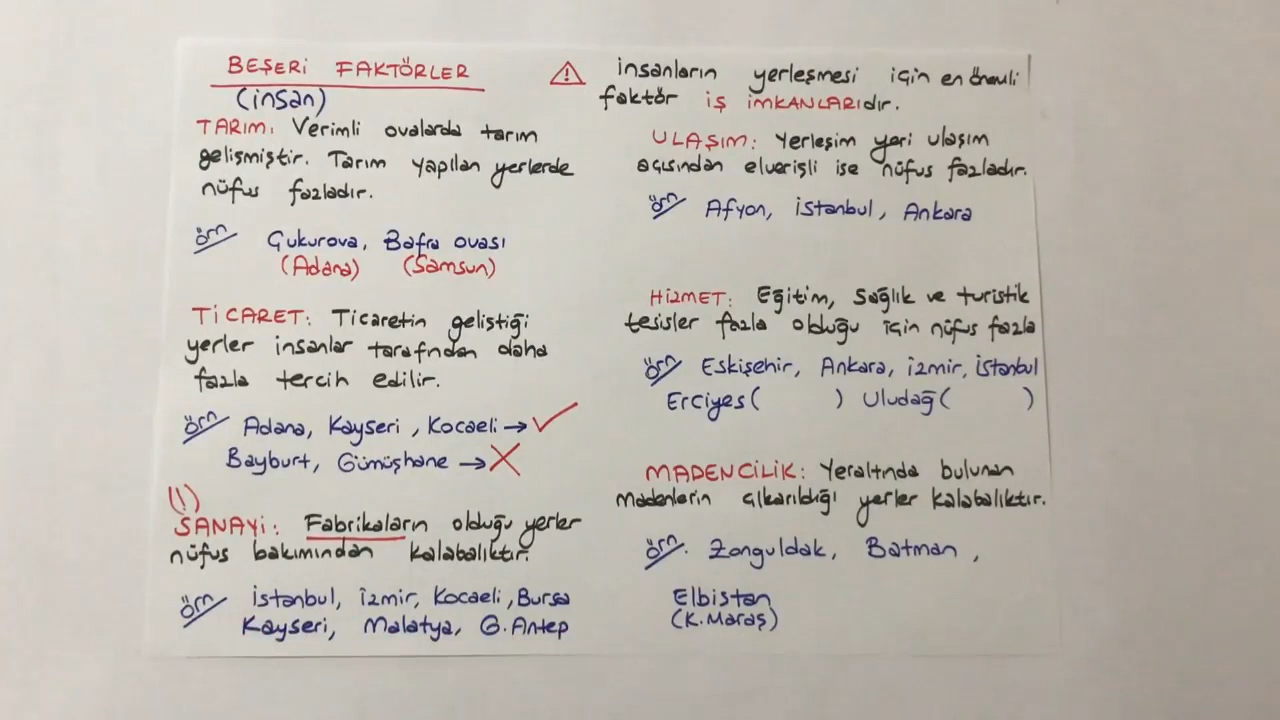 BEŞERİ FAKTÖRLER
(insan)
TARIM: Verimli ovalarda tarım
gelişmiştir. Tarım yapılan yerlerde
nüfus fazladır.
örn Çukurova, Bafra ovası
(Adana) (Samsun)
TİCARET: Ticaretin geliştiği
yerler insanlar tarafından daha
fazla tercih edilir.
örn Adana, Kayseri, Kocaeli → ✓
Bayburt, Gümüşhane → X
(!)
SANAYİ: Fabrikaların olduğu yerler
nüfus bakımından kalabalıktır.
örn İstanbul, İzmir, Kocaeli, Bursa
Kayseri, Malatya, G. Antep
⚠ İnsanların yerleşmesi için en önemli
faktör İŞ İMKANLARIdır.
ULAŞIM: Yerleşim yeri ulaşım
açısından elverişli ise nüfus fazladır.
örn Afyon, İstanbul, Ankara
HİZMET: Eğitim, Sağlık ve turistik
tesisler fazla olduğu için nüfus fazla
örn Eskişehir, Ankara, İzmir, İstanbul
Erciyes ( ) Uludağ ( )
MADENCİLİK: Yeraltında bulunan
madenlerin çıkarıldığı yerler kalabalıktır.
örn. Zonguldak, Batman,
Elbistan
(K.Maraş)